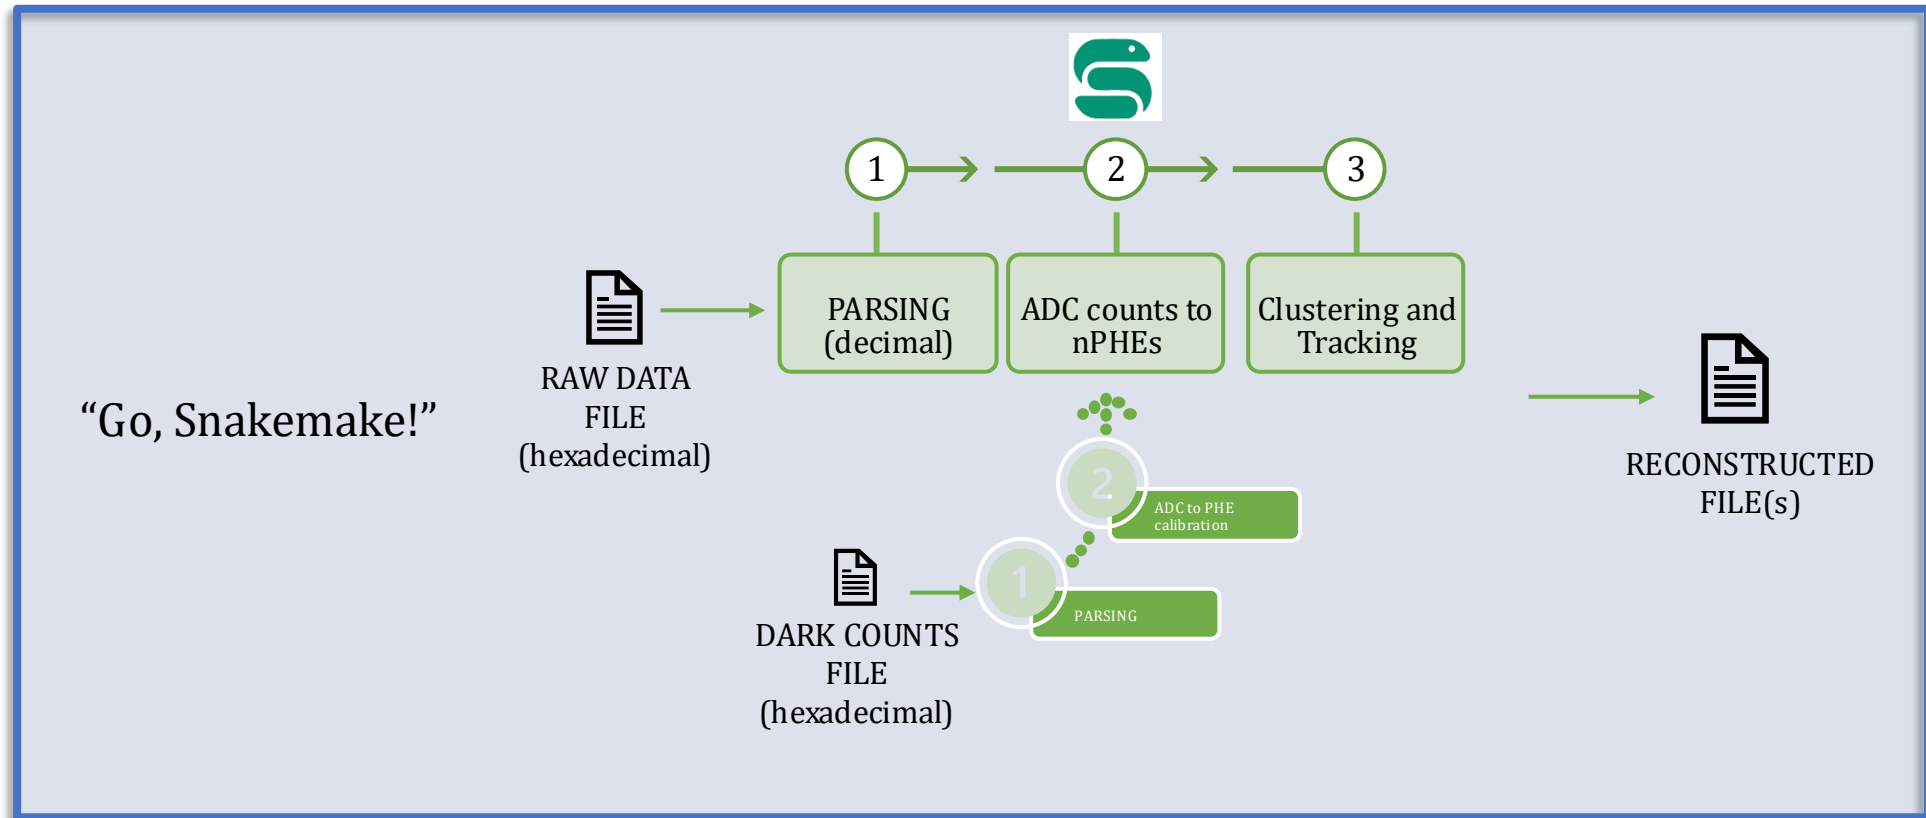 1
2
3
PARSING
(decimal)
ADC counts to
nPHEs
Clustering and
Tracking
RAW DATA
FILE
(hexadecimal)
“Go, Snakemake!”
RECONSTRUCTED
FILE(s)
2.
ADC to PHE
calibration
1
PARSING
DARK COUNTS
FILE
(hexadecimal)